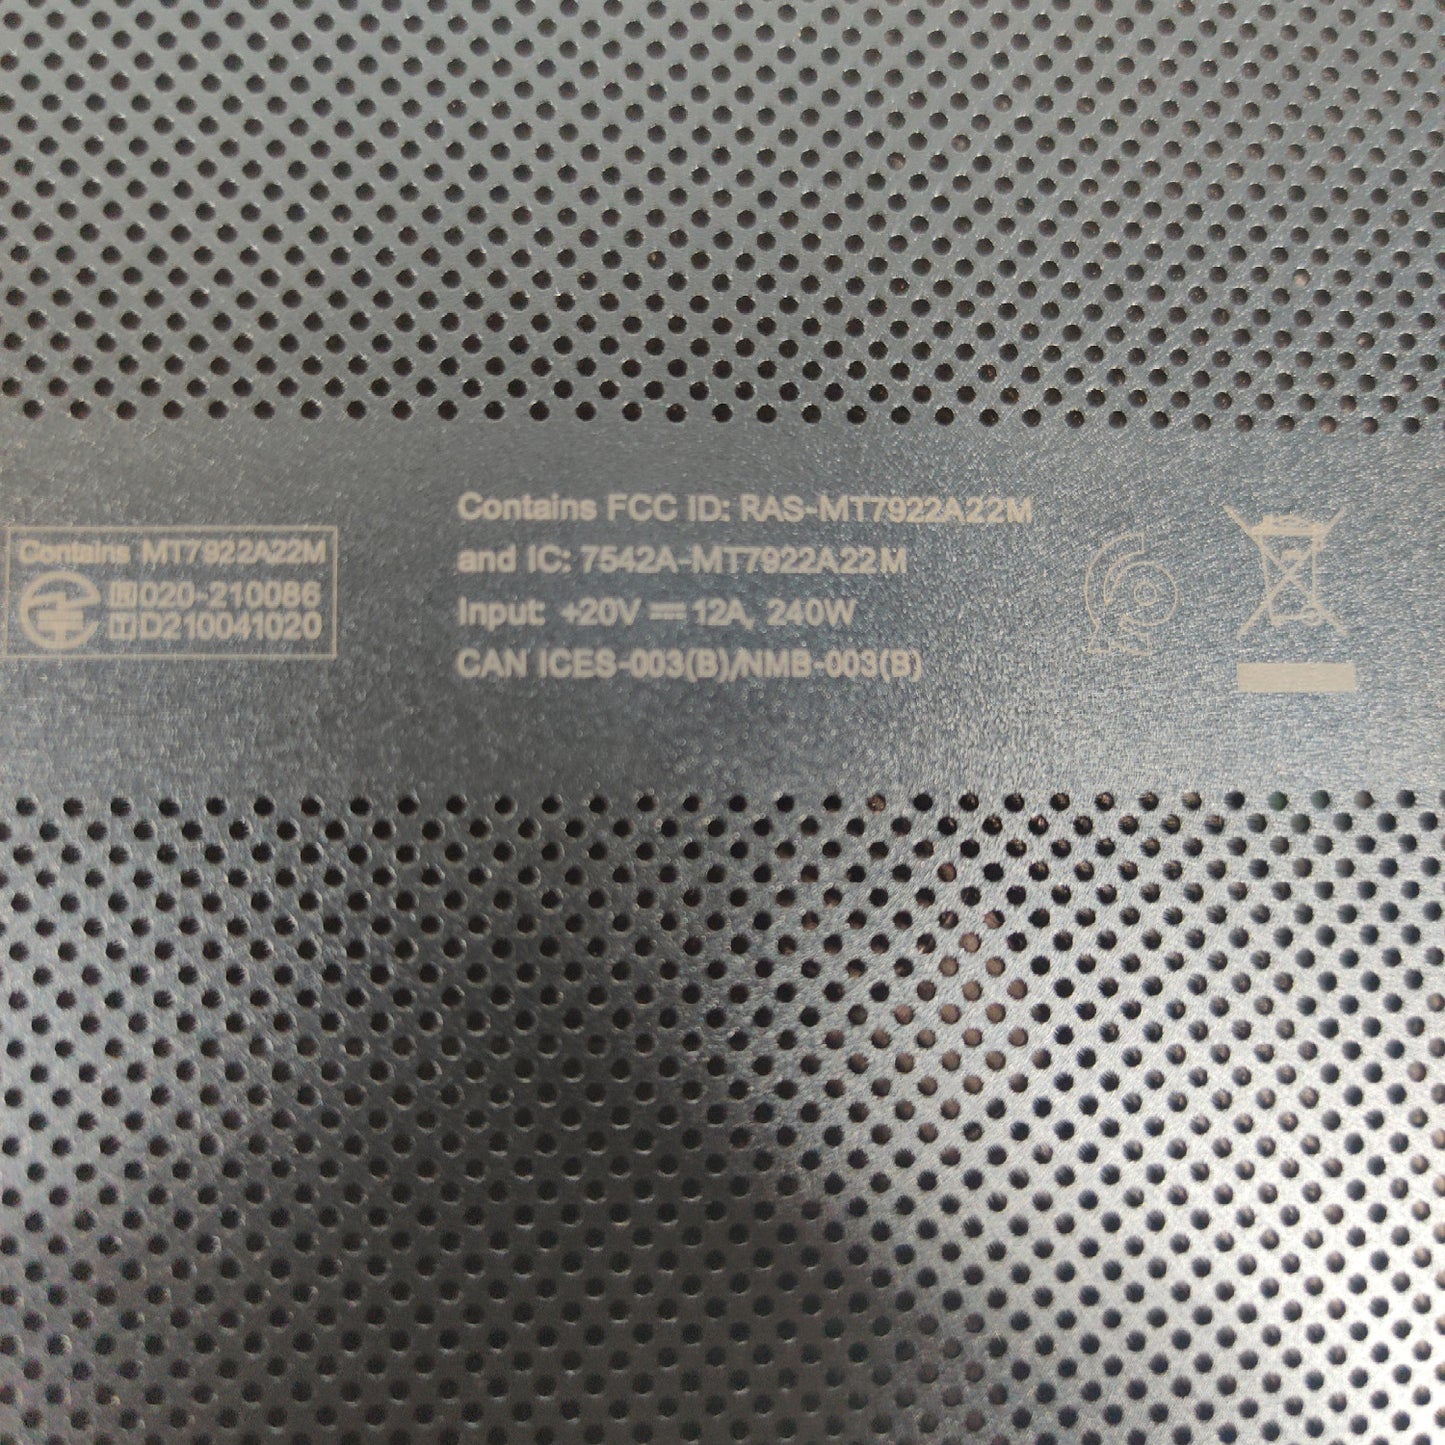 Contains MT7922A22M
R 020-210086
T D210041020
Contains FCC ID: RAS-MT7922A22M
and IC: 7542A-MT7922A22M
Input: +20V ⎓ 12A, 240W
CAN ICES-003(B)/NMB-003(B)